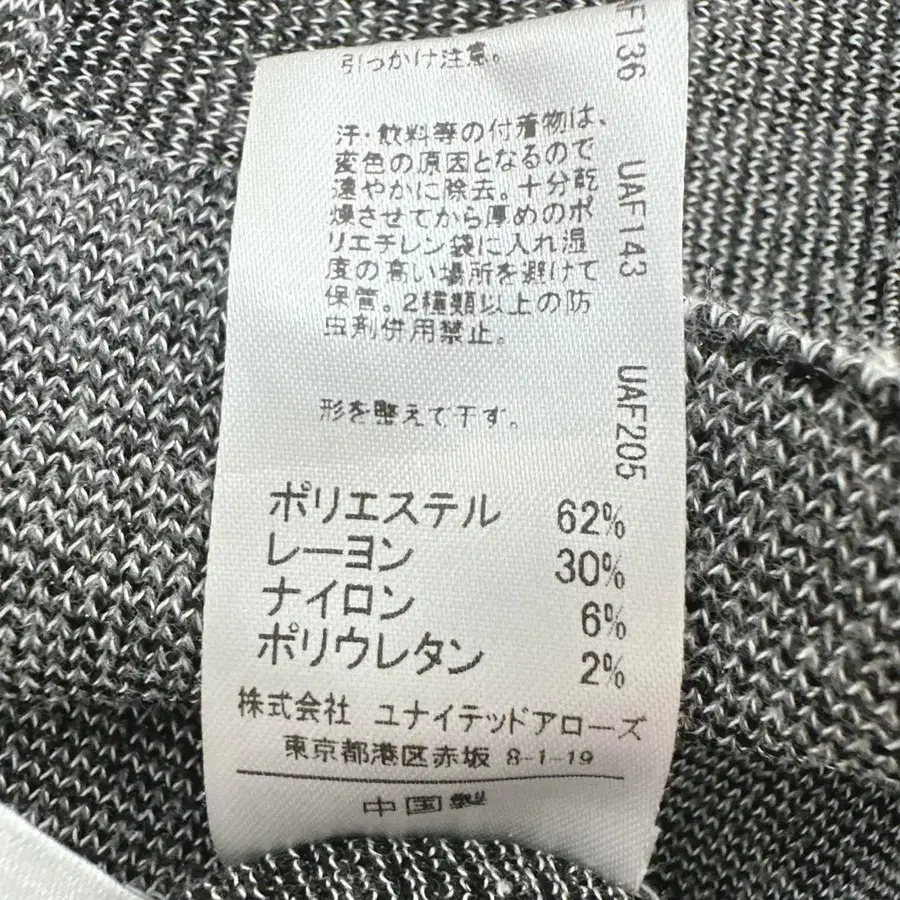 引っかけ注意。
汗・飲料等の付着物は、
変色の原因となるので
速やかに除去。十分乾
燥させてから厚めのポ
リエチレン袋に入れ湿
度の高い場所を避けて
保管。2種類以上の防
虫剤併用禁止。
形を整えて干す。
ポリエステル 62%
レーヨン 30%
ナイロン 6%
ポリウレタン 2%
株式会社 ユナイテッドアローズ
東京都港区赤坂 8-1-19
中国製
UAF136
UAF143
UAF205